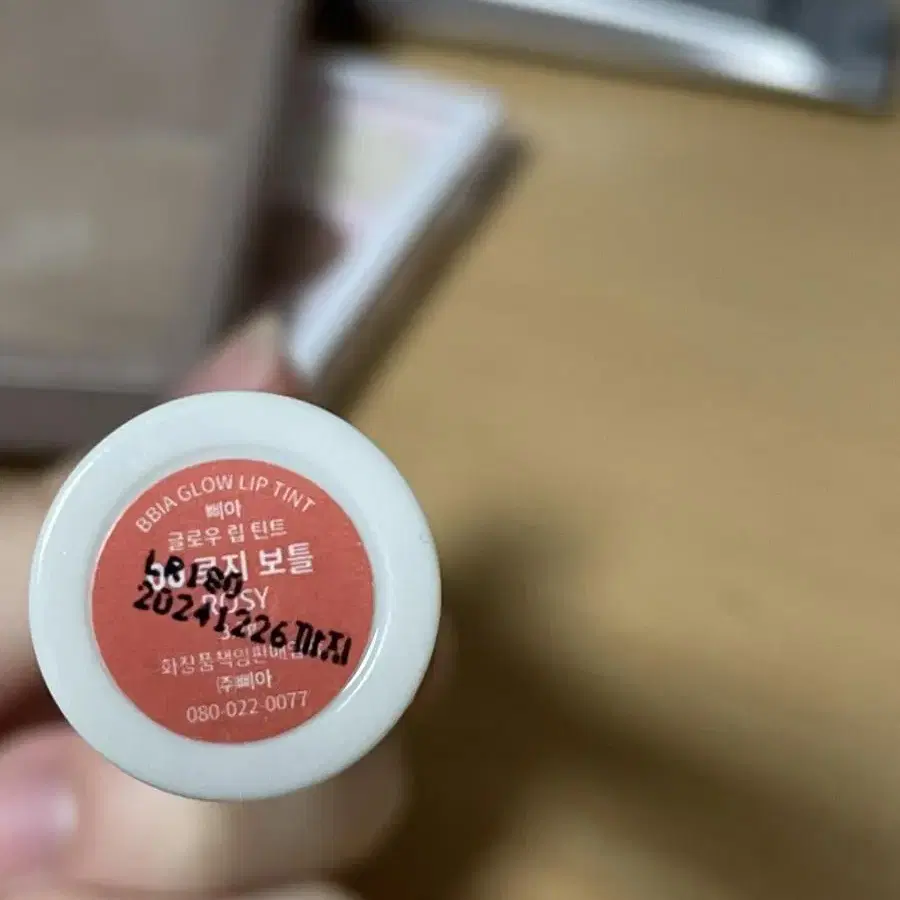 BBIA GLOW LIP TINT
삐아
글로우 립 틴트
로지 보틀
ROSY
20241226까지
화장품책임판매업
㈜삐아
080-022-0077